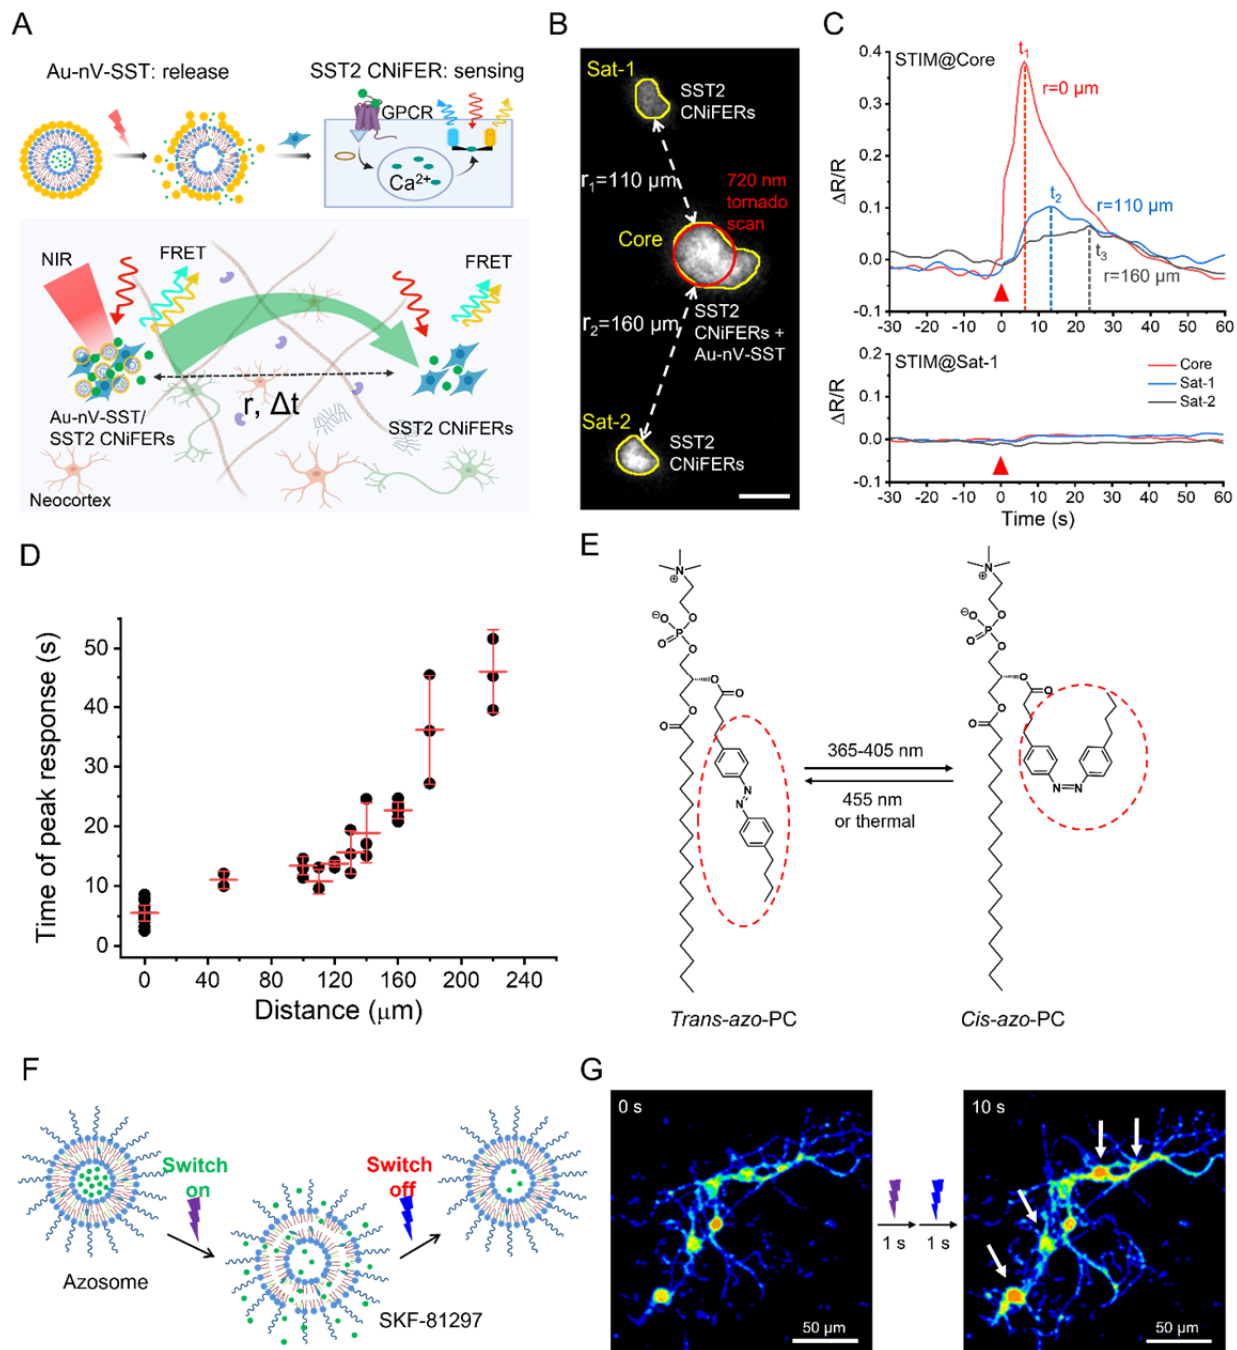 A
Au-nV-SST: release
SST2 CNiFER: sensing
GPCR
Ca2+
NIR
FRET
FRET
r, Δt
Au-nV-SST/
SST2 CNiFERs
SST2 CNiFERs
Neocortex
B
Sat-1
SST2
CNiFERs
r1=110 µm
720 nm
tornado
scan
Core
r2=160 µm
SST2
CNiFERs +
Au-nV-SST
Sat-2
SST2
CNiFERs
C
STIM@Core
t1
r=0 µm
t2
r=110 µm
t3
r=160 µm
ΔR/R
0.4
0.3
0.2
0.1
0.0
-0.1
-30 -20 -10 0 10 20 30 40 50 60
STIM@Sat-1
Core
Sat-1
Sat-2
ΔR/R
0.2
0.1
0.0
-0.1
-30 -20 -10 0 10 20 30 40 50 60
Time (s)
D
Time of peak response (s)
50
40
30
20
10
0
0 40 80 120 160 200 240
Distance (µm)
E
N
⊕
⊖O
O
P
O
O
O
O
O
O
N
N
Trans-azo-PC
365-405 nm
455 nm
or thermal
N
⊕
⊖O
O
P
O
O
O
O
O
O
N=N
Cis-azo-PC
F
Switch
on
Switch
off
Azosome
SKF-81297
G
0 s
50 µm
1 s
1 s
10 s
50 µm